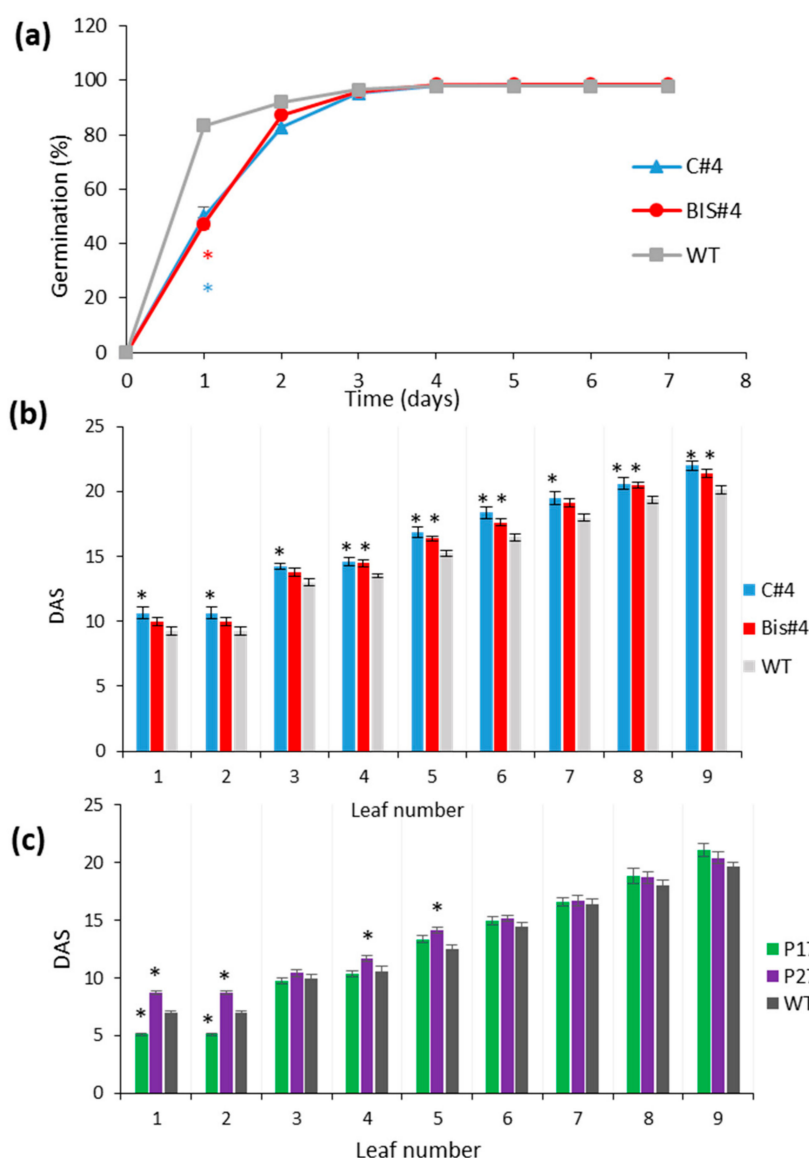 (a)
120
100
80
60
40
20
0
Germination (%)
C#4
BIS#4
WT
*
*
0 1 2 3 4 5 6 7 8
Time (days)
(b)
25
20
15
10
5
0
DAS
* * * * * * * * * * * * * *
C#4
Bis#4
WT
1 2 3 4 5 6 7 8 9
Leaf number
(c)
25
20
15
10
5
0
DAS
* * * * * *
P17
P27
WT
1 2 3 4 5 6 7 8 9
Leaf number